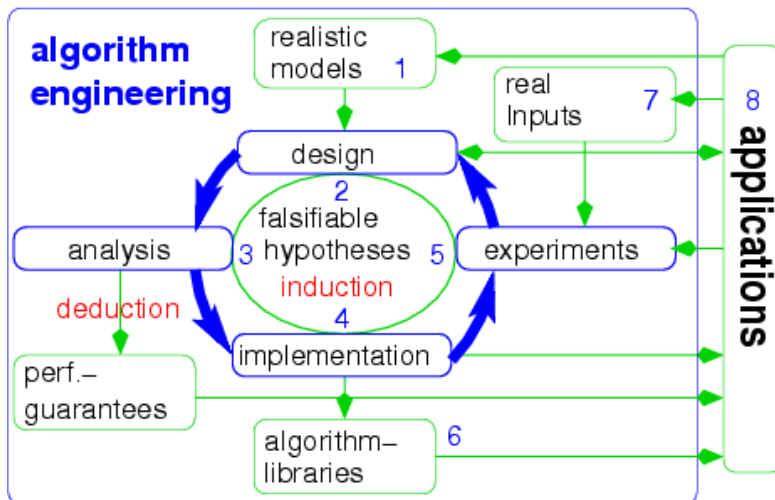 algorithm
engineering
realistic
models 1
real
Inputs 7
8
applications
design
2
falsifiable
hypotheses
induction
3
5
4
analysis
experiments
deduction
implementation
perf.–
guarantees
algorithm–
libraries
6